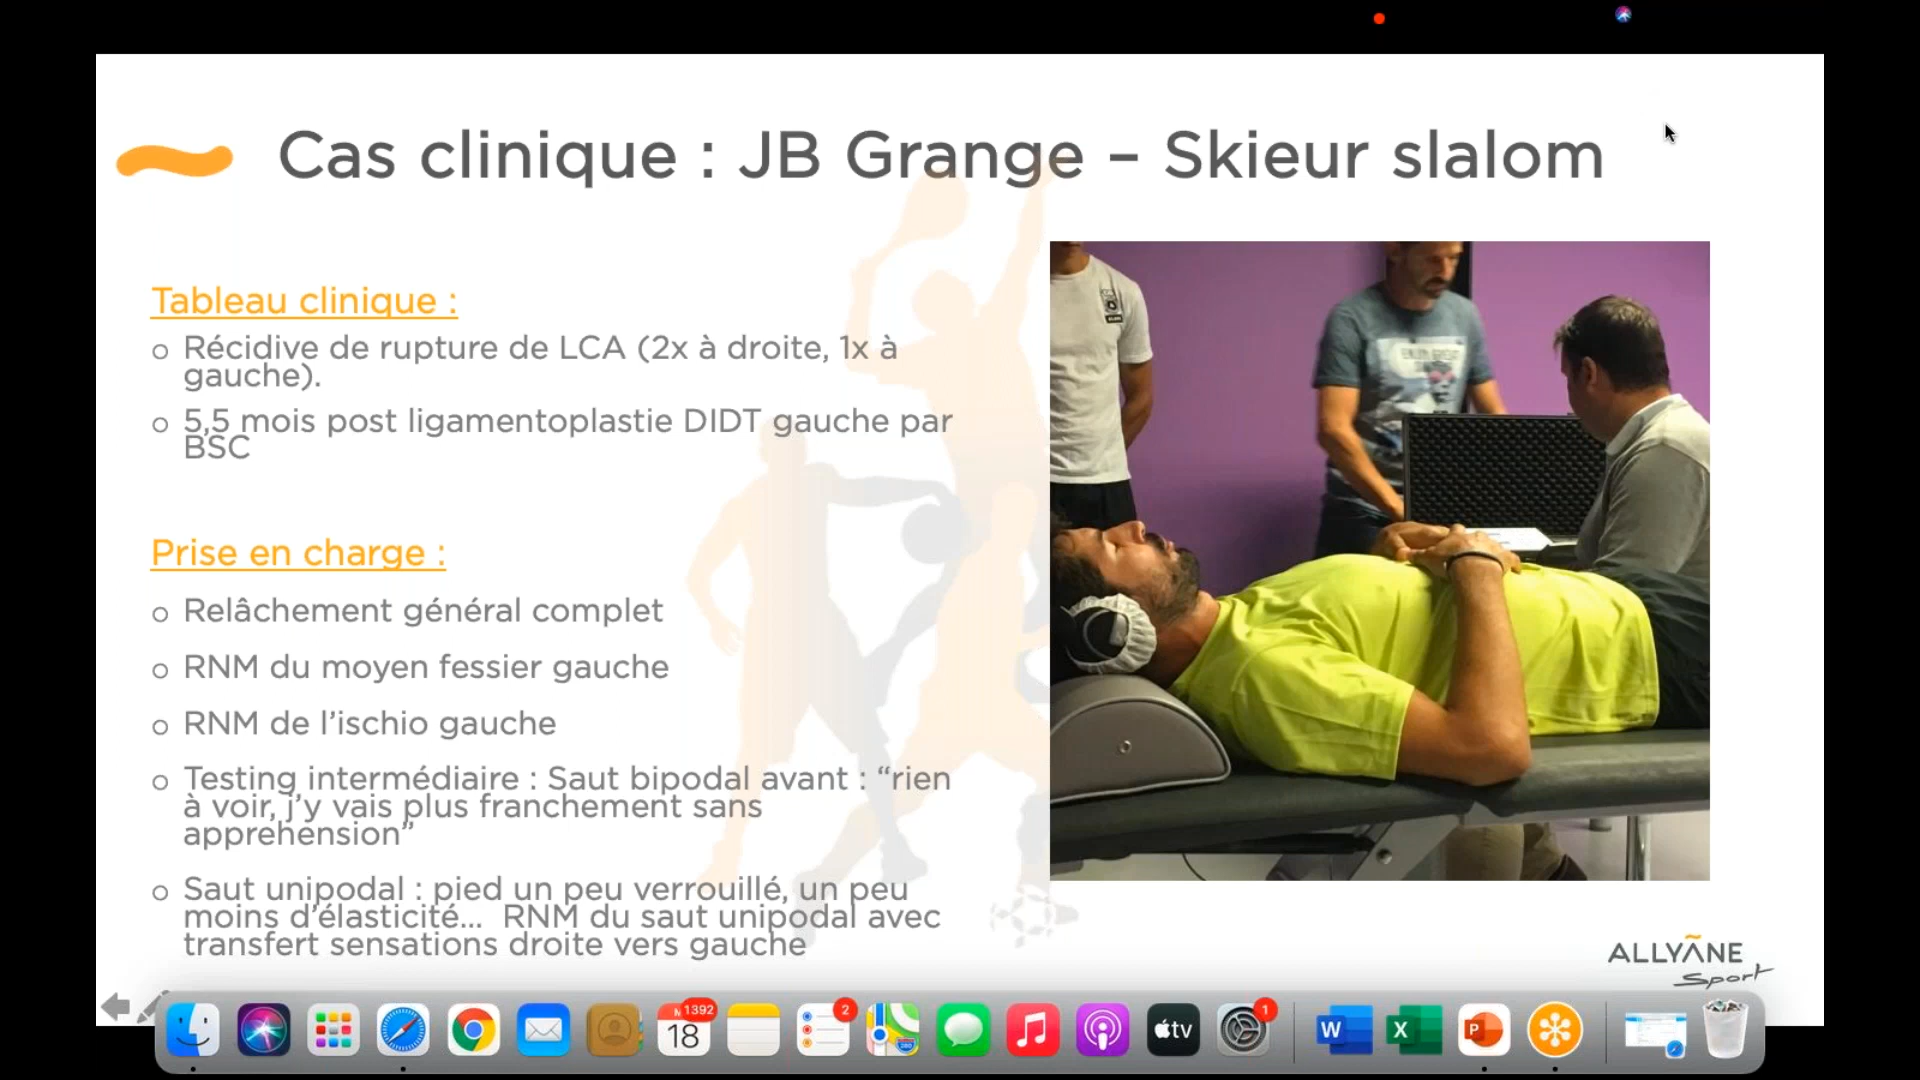 Cas clinique : JB Grange – Skieur slalom
Tableau clinique :
o Récidive de rupture de LCA (2x à droite, 1x à
gauche).
o 5,5 mois post ligamentoplastie DIDT gauche par
BSC
Prise en charge :
o Relâchement général complet
o RNM du moyen fessier gauche
o RNM de l’ischio gauche
o Testing intermédiaire : Saut bipodal avant : “rien
à voir, j’y vais plus franchement sans
apprehension”
o Saut unipodal : pied un peu verrouillé, un peu
moins d’élasticité... RNM du saut unipodal avec
transfert sensations droite vers gauche
ALLYANE
Sport
1392
18
2
tv
1
W
X
P